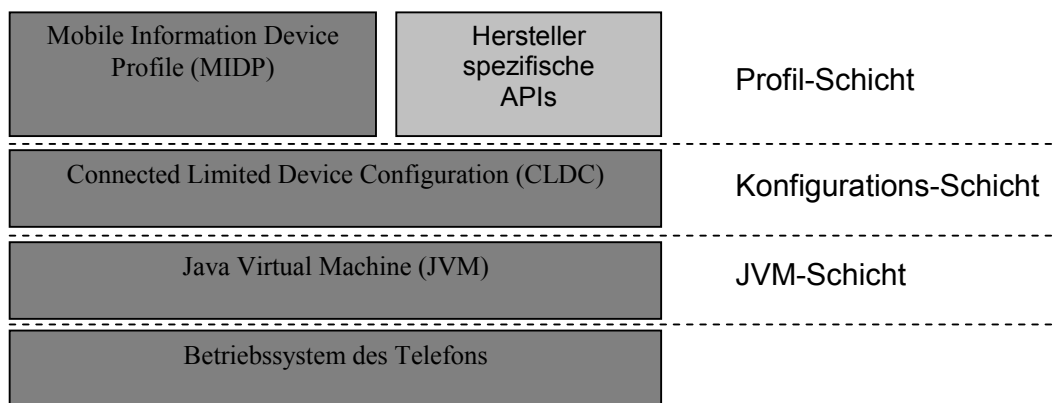 Mobile Information Device
Profile (MIDP)
Hersteller
spezifische
APIs
Profil-Schicht
Connected Limited Device Configuration (CLDC)
Konfigurations-Schicht
Java Virtual Machine (JVM)
JVM-Schicht
Betriebssystem des Telefons